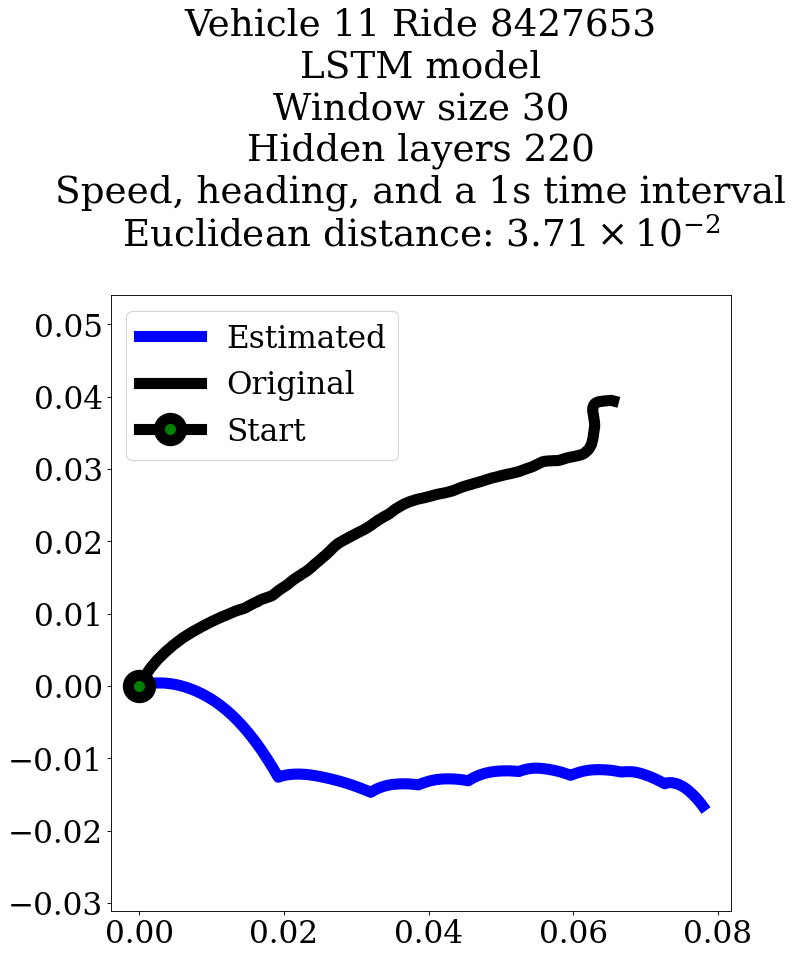 Vehicle 11 Ride 8427653
LSTM model
Window size 30
Hidden layers 220
Speed, heading, and a 1s time interval
Euclidean distance: 3.71 × 10⁻²
Estimated
Original
Start
0.05
0.04
0.03
0.02
0.01
0.00
−0.01
−0.02
−0.03
0.00 0.02 0.04 0.06 0.08